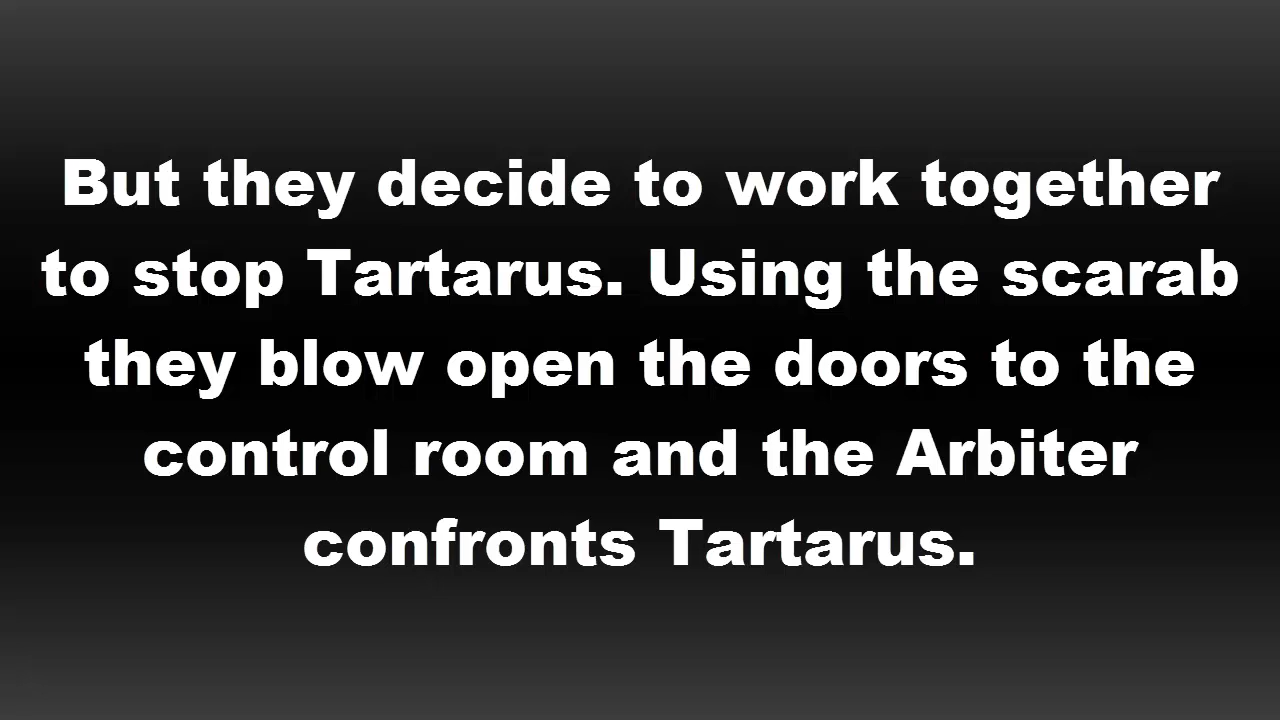 But they decide to work together
to stop Tartarus. Using the scarab
they blow open the doors to the
control room and the Arbiter
confronts Tartarus.